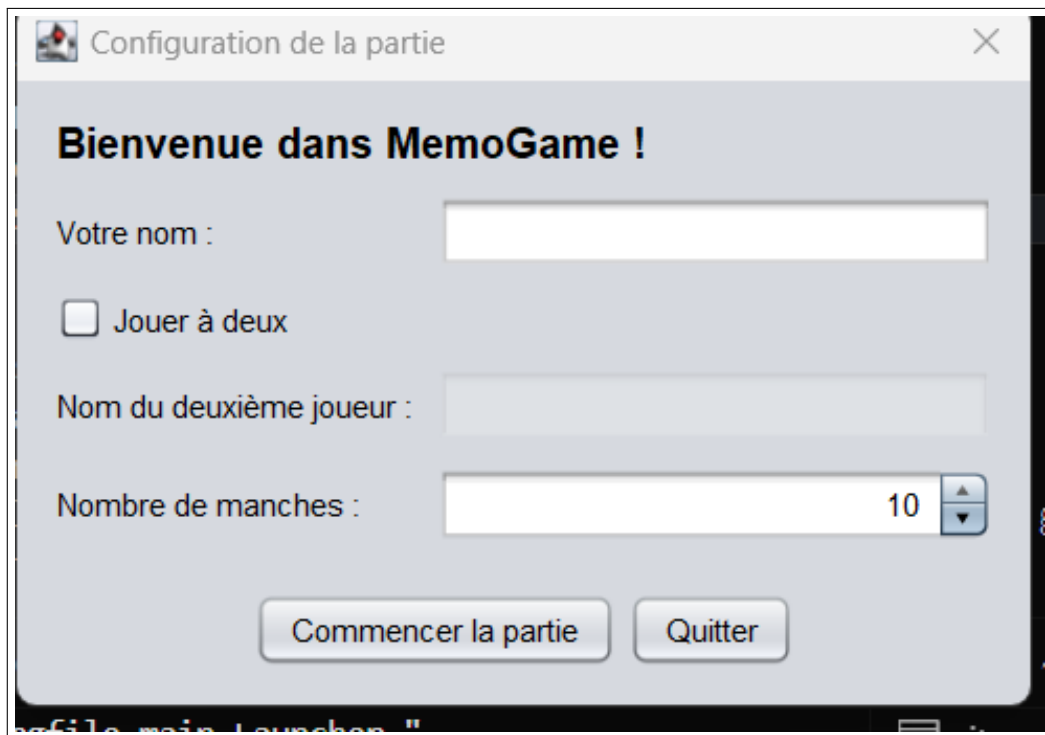 Configuration de la partie
Bienvenue dans MemoGame !
Votre nom :
Jouer à deux
Nom du deuxième joueur :
Nombre de manches : 10
Commencer la partie Quitter